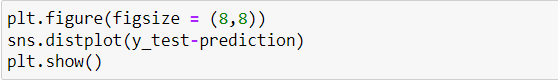 plt.figure(figsize = (8,8))
sns.distplot(y_test-prediction)
plt.show()